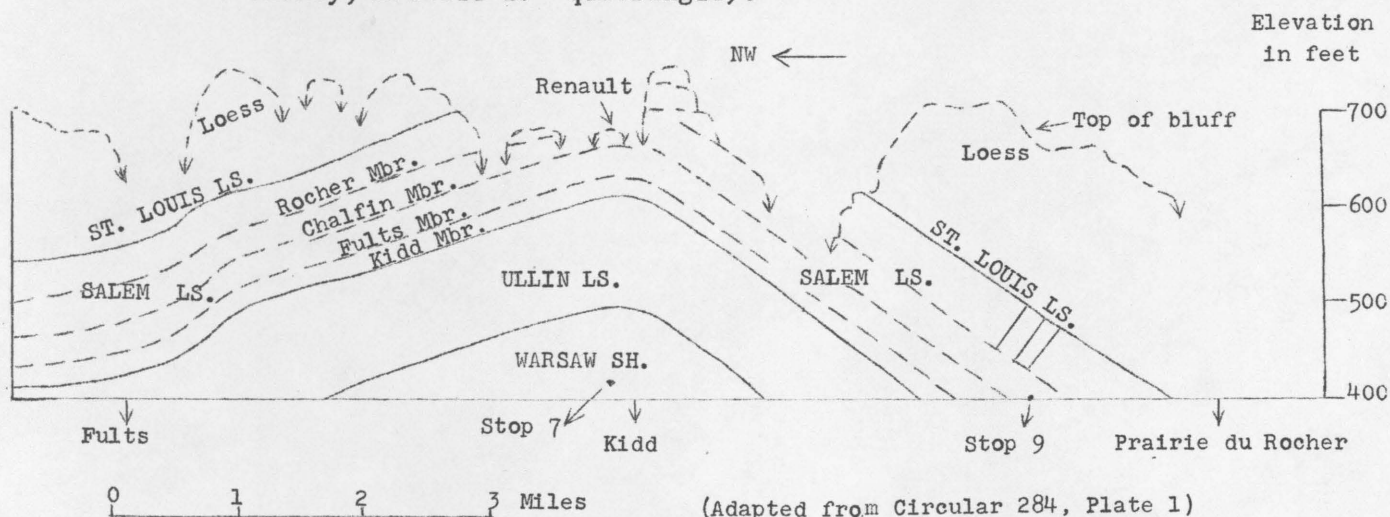 Elevation
in feet
NW
Renault
Loess
700
Top of bluff
Loess
Rocher Mbr.
ST. LOUIS LS.
Chalfin Mbr.
600
Fults Mbr.
Kidd Mbr.
ST. LOUIS LS.
ULLIN LS.
SALEM LS.
SALEM LS.
500
WARSAW SH.
400
Stop 7
Fults
Kidd
Stop 9
Prairie du Rocher
0 1 2 3 Miles
(Adapted from Circular 284, Plate 1)